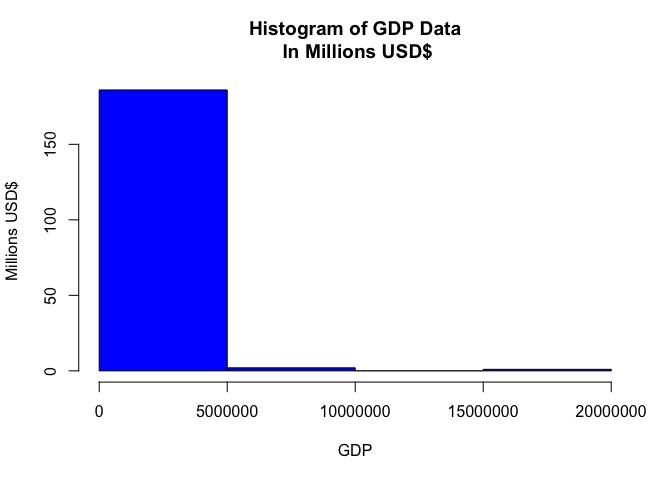 Histogram of GDP Data
In Millions USD$
Millions USD$
150
100
50
0
0 5000000 10000000 15000000 20000000
GDP